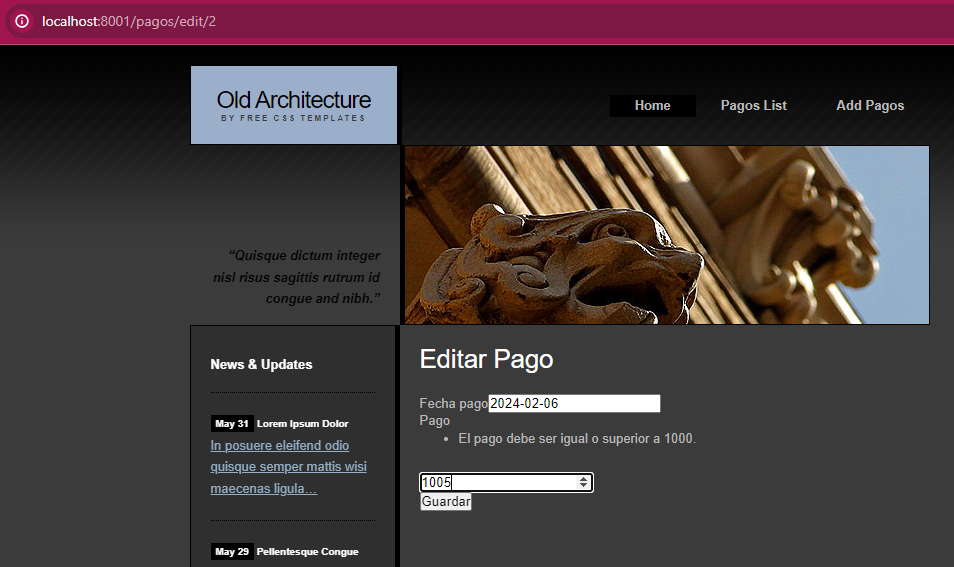 localhost:8001/pagos/edit/2
Old Architecture
BY FREE CSS TEMPLATES
Home
Pagos List
Add Pagos
“Quisque dictum integer
nisl risus sagittis rutrum id
congue and nibh.”
News & Updates
May 31 Lorem Ipsum Dolor
In posuere eleifend odio
quisque semper mattis wisi
maecenas ligula…
May 29 Pellentesque Congue
Editar Pago
Fecha pago 2024-02-06
Pago
• El pago debe ser igual o superior a 1000.
1005
Guardar